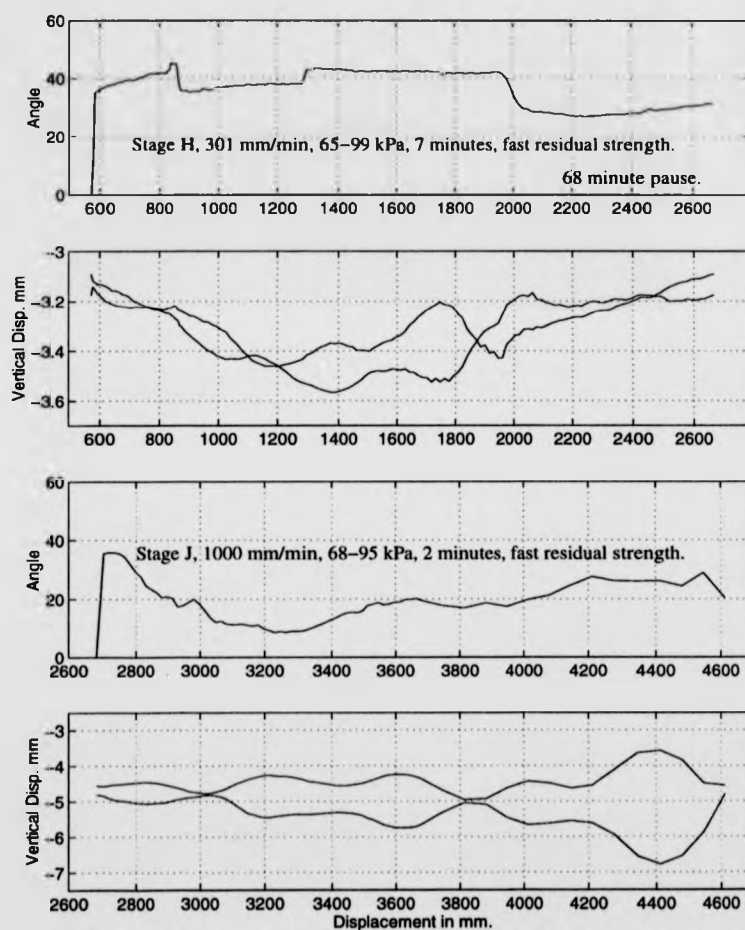 60
40
20
0
Angle
Stage H, 301 mm/min, 65–99 kPa, 7 minutes, fast residual strength.
68 minute pause.
600 800 1000 1200 1400 1600 1800 2000 2200 2400 2600
–3
–3.2
–3.4
–3.6
Vertical Disp. mm
600 800 1000 1200 1400 1600 1800 2000 2200 2400 2600
60
40
20
0
Angle
Stage J, 1000 mm/min, 68–95 kPa, 2 minutes, fast residual strength.
2600 2800 3000 3200 3400 3600 3800 4000 4200 4400 4600
–3
–4
–5
–6
–7
Vertical Disp. mm
2600 2800 3000 3200 3400 3600 3800 4000 4200 4400 4600
Displacement in mm.